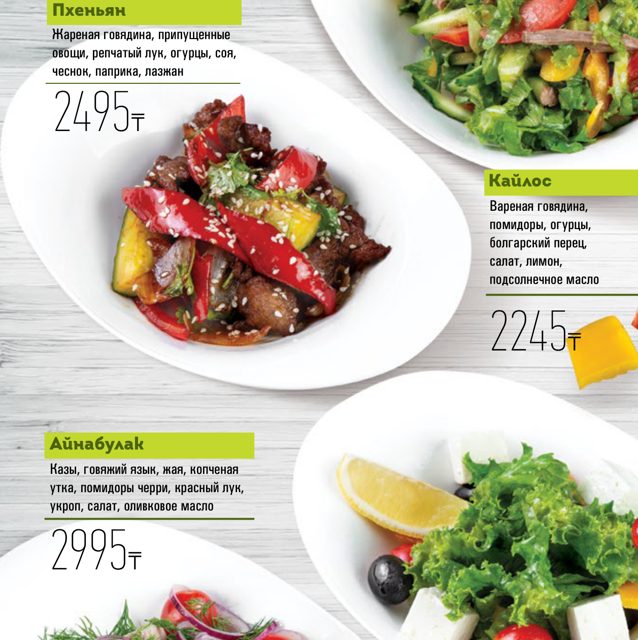 Пхеньян
Жареная говядина, припущенные
овощи, репчатый лук, огурцы, соя,
чеснок, паприка, лазжан
2495₸
Кайлос
Вареная говядина,
помидоры, огурцы,
болгарский перец,
салат, лимон,
подсолнечное масло
2245₸
Айнабулак
Казы, говяжий язык, жая, копченая
утка, помидоры черри, красный лук,
укроп, салат, оливковое масло
2995₸